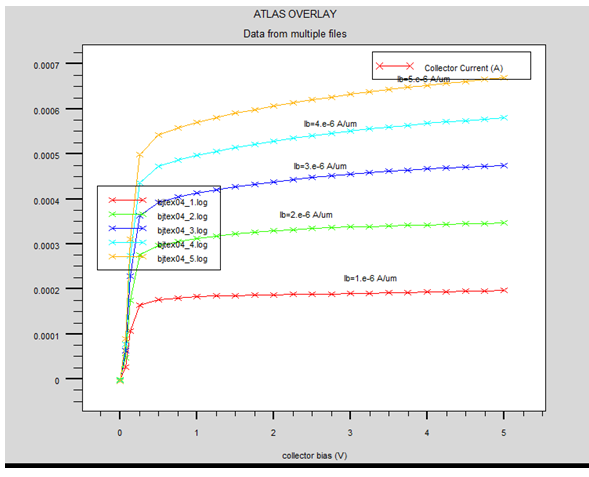 ATLAS OVERLAY
Data from multiple files
Collector Current (A)
Ib=5.e-6 A/um
Ib=4.e-6 A/um
Ib=3.e-6 A/um
Ib=2.e-6 A/um
Ib=1.e-6 A/um
bjtex04_1.log
bjtex04_2.log
bjtex04_3.log
bjtex04_4.log
bjtex04_5.log
0.0007
0.0006
0.0005
0.0004
0.0003
0.0002
0.0001
0
0 1 2 3 4 5
collector bias (V)